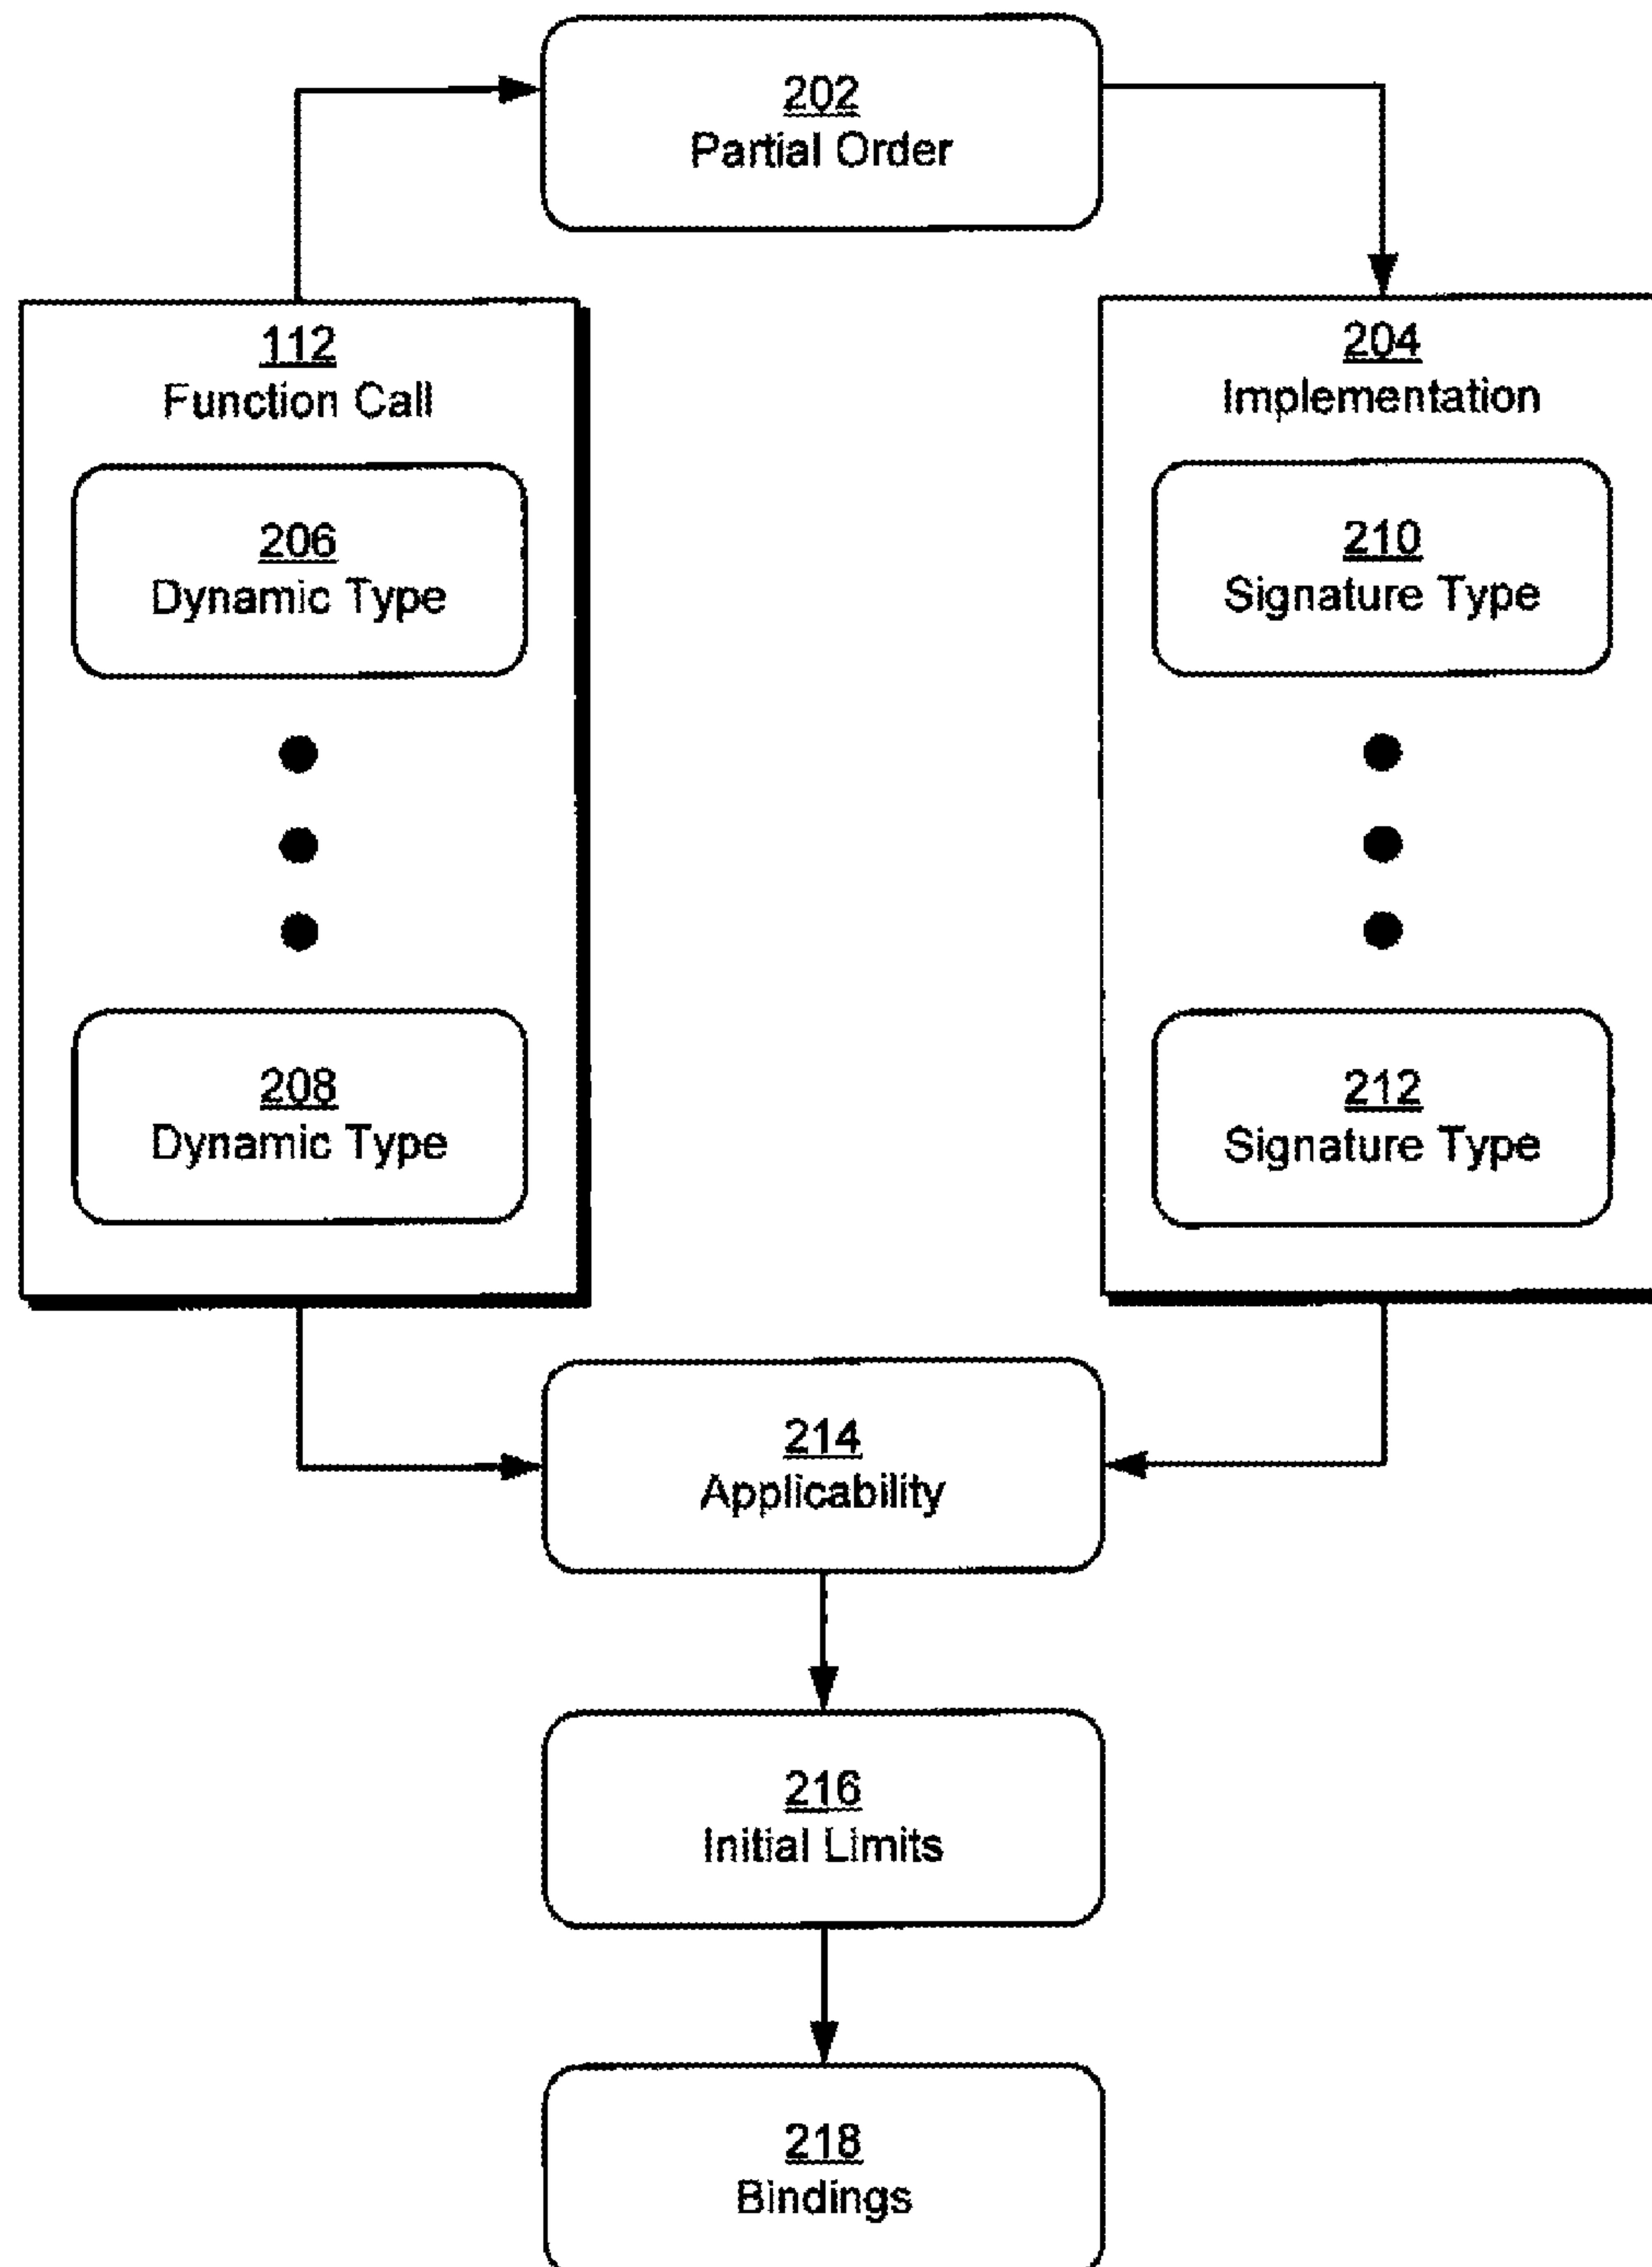 202
Partial Order
112
Function Call
206
Dynamic Type
208
Dynamic Type
204
Implementation
210
Signature Type
212
Signature Type
214
Applicability
216
Initial Limits
218
Bindings